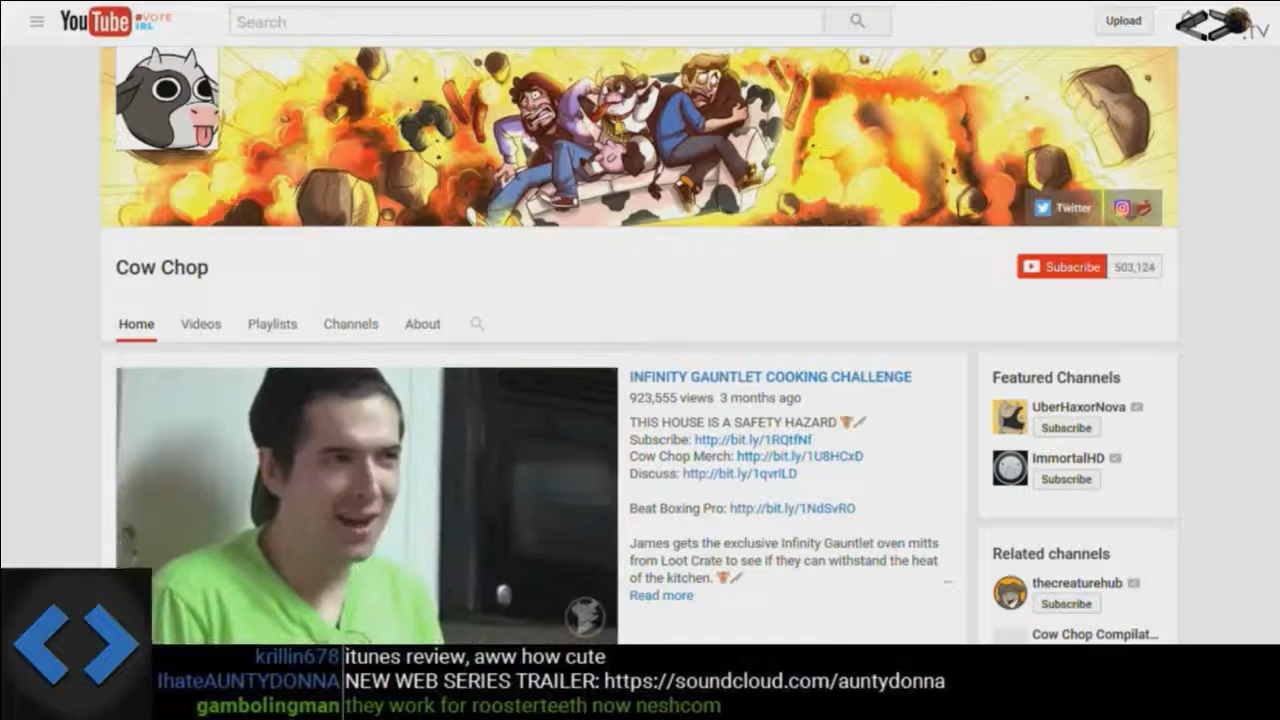 YouTube #VOTE IRL
Search
Upload
.TV
Twitter
Cow Chop
Subscribe 503,124
Home Videos Playlists Channels About
INFINITY GAUNTLET COOKING CHALLENGE
923,555 views 3 months ago
THIS HOUSE IS A SAFETY HAZARD
Subscribe: http://bit.ly/1RQtfNf
Cow Chop Merch: http://bit.ly/1U8HCxD
Discuss: http://bit.ly/1qvrILD
Beat Boxing Pro: http://bit.ly/1NdSvRO
James gets the exclusive Infinity Gauntlet oven mitts
from Loot Crate to see if they can withstand the heat
of the kitchen.
Read more
Featured Channels
UberHaxorNova
Subscribe
ImmortalHD
Subscribe
Related channels
thecreaturehub
Subscribe
Cow Chop Compilat...
krillin678 itunes review, aww how cute
IhateAUNTYDONNA NEW WEB SERIES TRAILER: https://soundcloud.com/auntydonna
gambolingman they work for roosterteeth now neshcom